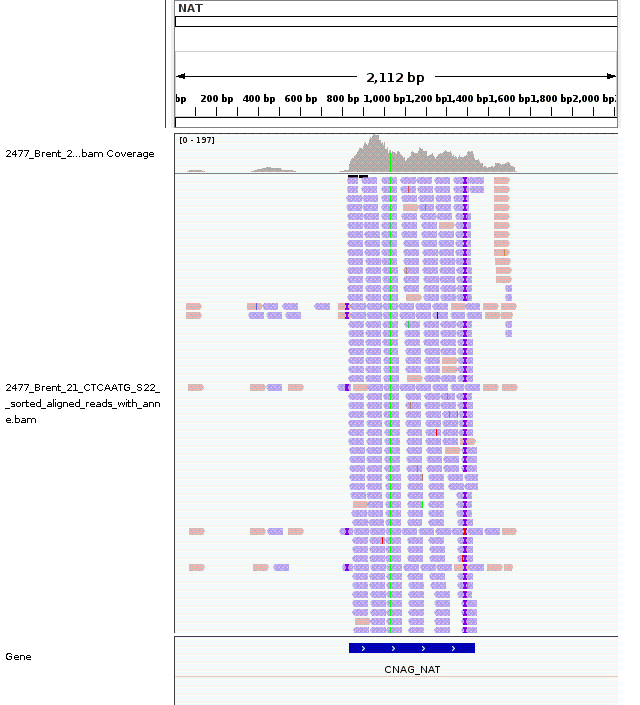 NAT
2,112 bp
bp 200 bp 400 bp 600 bp 800 bp 1,000 bp 1,200 bp 1,400 bp 1,600 bp 1,800 bp 2,000 bp
[0 - 197]
2477_Brent_2...bam Coverage
2477_Brent_21_CTCAATG_S22_
_sorted_aligned_reads_with_ann
e.bam
Gene
CNAG_NAT